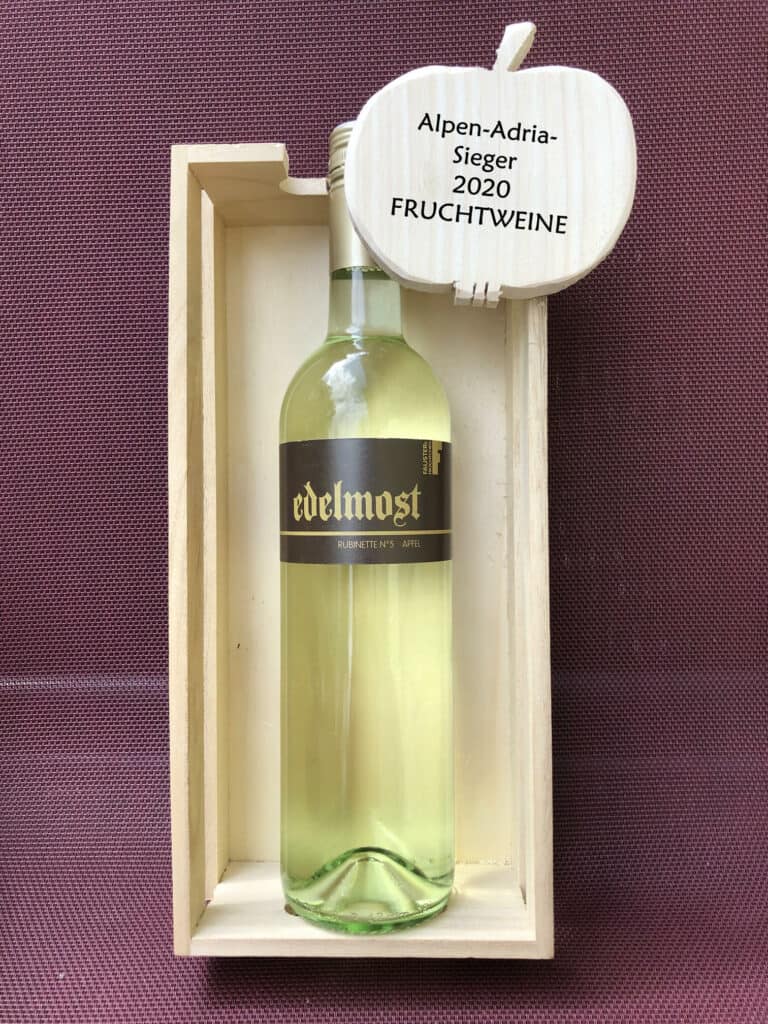 Alpen-Adria-
Sieger
2020
FRUCHTWEINE
edelmost
RUBINETTE N°5 APFEL